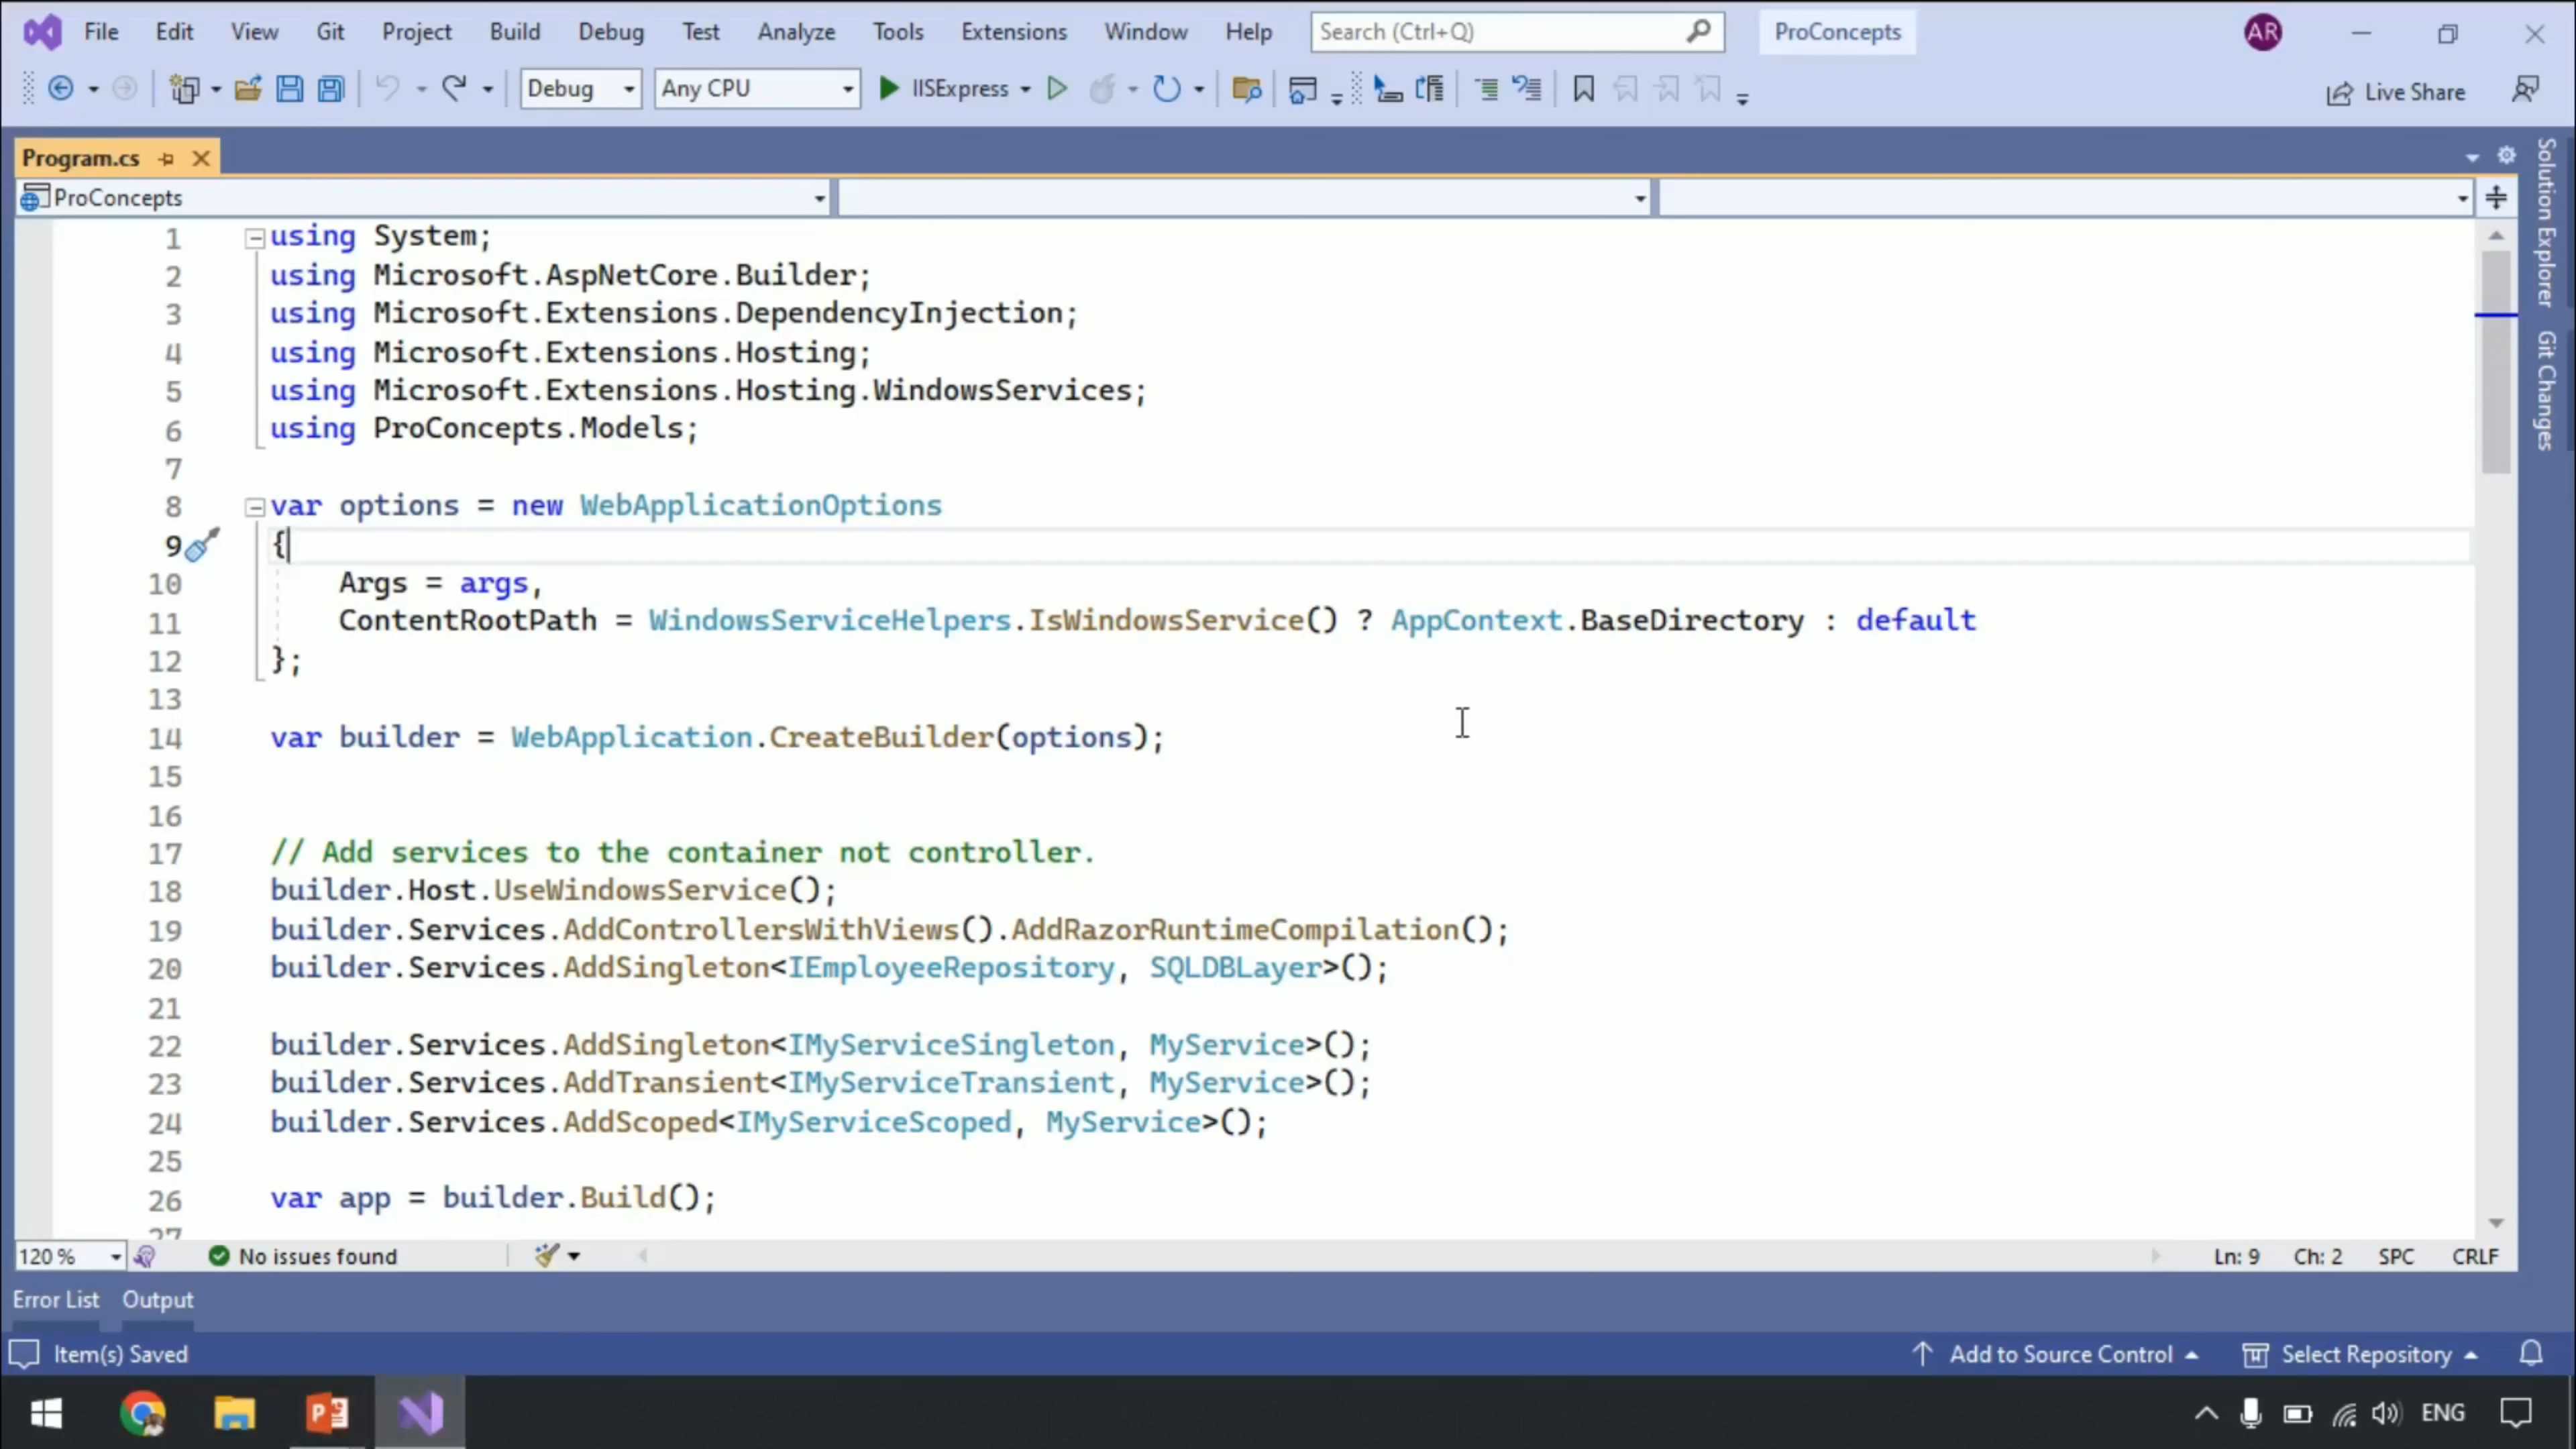 File Edit View Git Project Build Debug Test Analyze Tools Extensions Window Help Search (Ctrl+Q) ProConcepts AR
Debug Any CPU IISExpress Live Share
Program.cs
ProConcepts
1 using System;
2 using Microsoft.AspNetCore.Builder;
3 using Microsoft.Extensions.DependencyInjection;
4 using Microsoft.Extensions.Hosting;
5 using Microsoft.Extensions.Hosting.WindowsServices;
6 using ProConcepts.Models;
7
8 var options = new WebApplicationOptions
9 {
10 Args = args,
11 ContentRootPath = WindowsServiceHelpers.IsWindowsService() ? AppContext.BaseDirectory : default
12 };
13
14 var builder = WebApplication.CreateBuilder(options);
15
16
17 // Add services to the container not controller.
18 builder.Host.UseWindowsService();
19 builder.Services.AddControllersWithViews().AddRazorRuntimeCompilation();
20 builder.Services.AddSingleton<IEmployeeRepository, SQLDBLayer>();
21
22 builder.Services.AddSingleton<IMyServiceSingleton, MyService>();
23 builder.Services.AddTransient<IMyServiceTransient, MyService>();
24 builder.Services.AddScoped<IMyServiceScoped, MyService>();
25
26 var app = builder.Build();
27
Solution Explorer
Git Changes
120 % No issues found Ln: 9 Ch: 2 SPC CRLF
Error List Output
Item(s) Saved Add to Source Control Select Repository
ENG